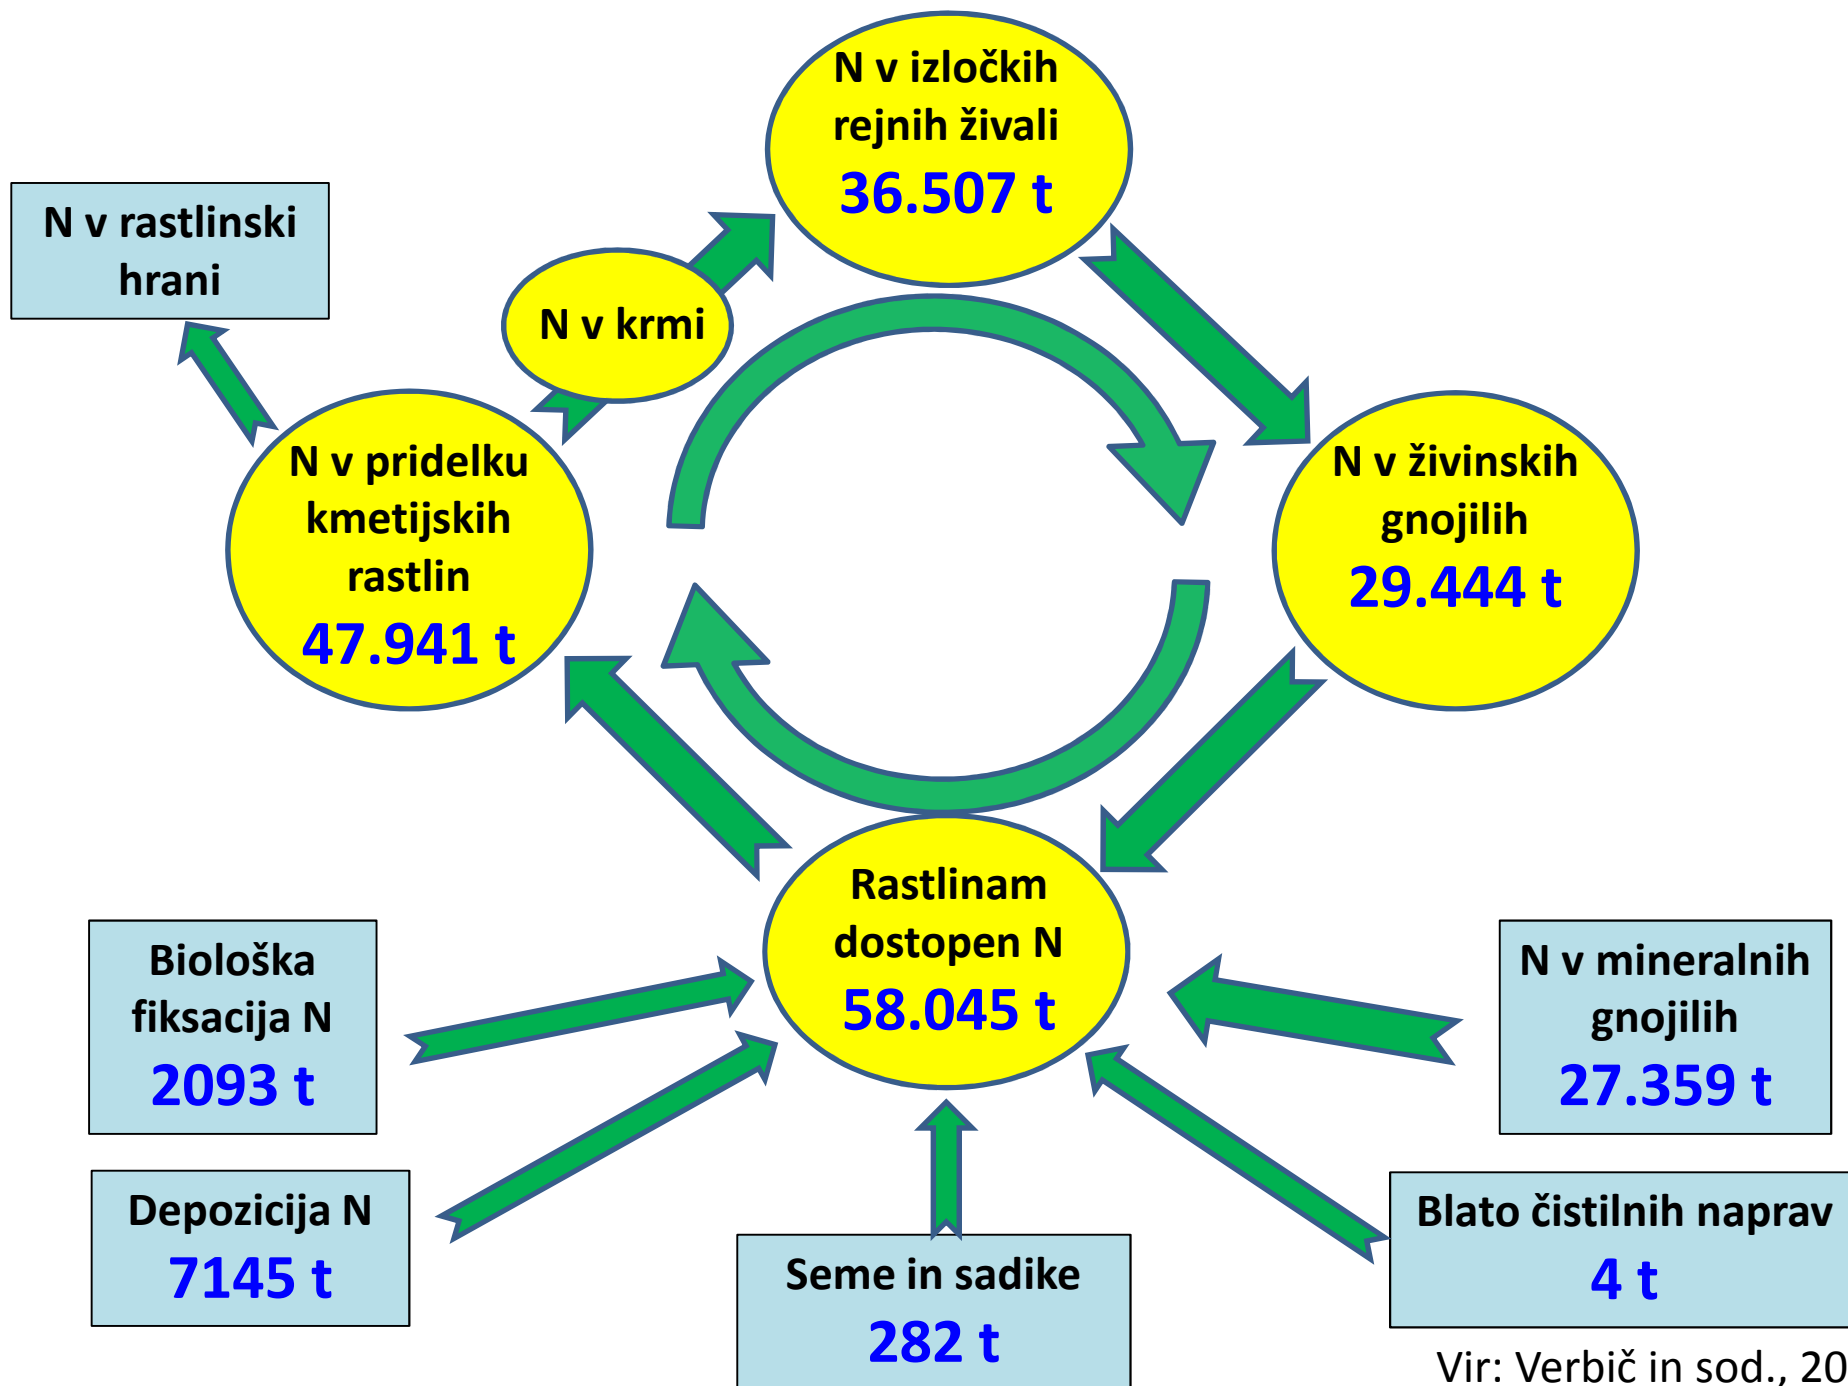 N v izločkih
rejnih živali
36.507 t
N v rastlinski
hrani
N v krmi
N v pridelku
kmetijskih
rastlin
47.941 t
N v živinskih
gnojilih
29.444 t
Rastlinam
dostopen N
58.045 t
Biološka
fiksacija N
2093 t
N v mineralnih
gnojilih
27.359 t
Depozicija N
7145 t
Seme in sadike
282 t
Blato čistilnih naprav
4 t
Vir: Verbič in sod., 20